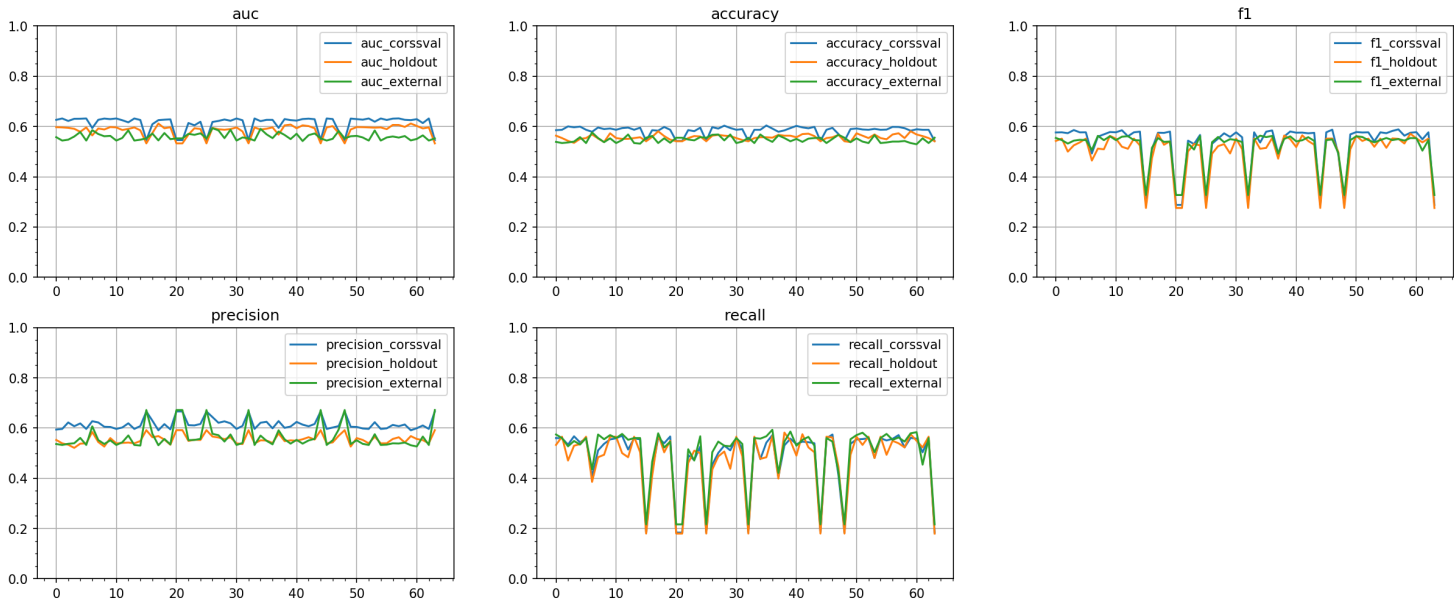 auc
1.0
0.8
0.6
0.4
0.2
0.0
0 10 20 30 40 50 60
auc_corssval
auc_holdout
auc_external
accuracy
1.0
0.8
0.6
0.4
0.2
0.0
0 10 20 30 40 50 60
accuracy_corssval
accuracy_holdout
accuracy_external
f1
1.0
0.8
0.6
0.4
0.2
0.0
0 10 20 30 40 50 60
f1_corssval
f1_holdout
f1_external
precision
1.0
0.8
0.6
0.4
0.2
0.0
0 10 20 30 40 50 60
precision_corssval
precision_holdout
precision_external
recall
1.0
0.8
0.6
0.4
0.2
0.0
0 10 20 30 40 50 60
recall_corssval
recall_holdout
recall_external